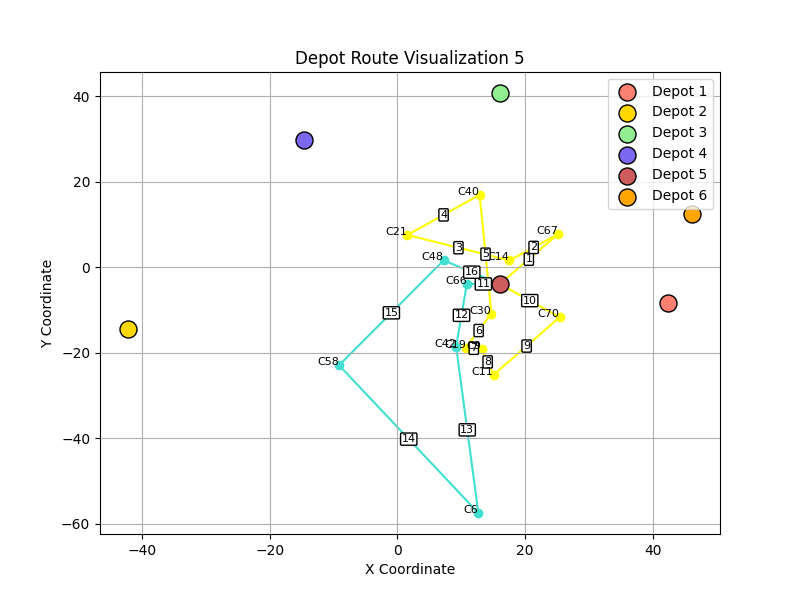 Depot Route Visualization 5
Depot 1
Depot 2
Depot 3
Depot 4
Depot 5
Depot 6
40
20
0
−20
−40
−60
Y Coordinate
−40
−20
0
20
40
X Coordinate
C40
4
C21
C67
3
2
5
C14
1
C48
16
C66
11
10
15
12
C30
C70
6
C42
7
9
8
C58
C11
13
14
C6